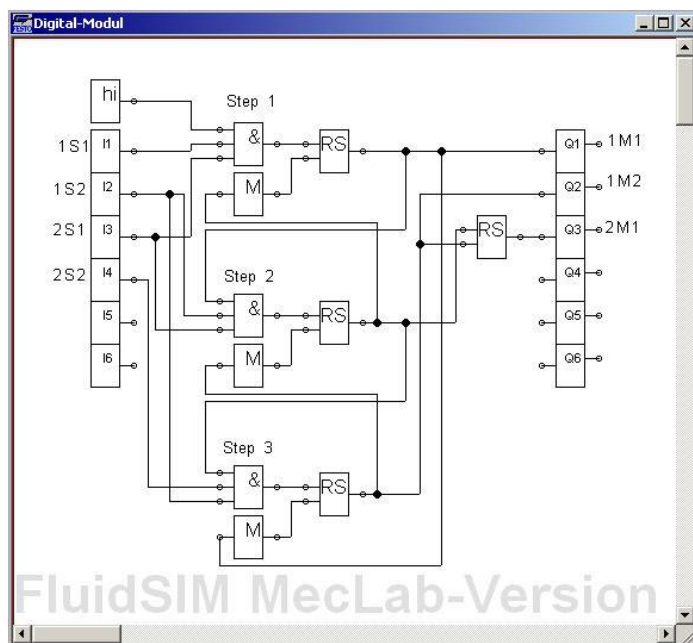 Digital-Modul
hi
Step 1
1S1 I1 & RS Q1 1M1
1S2 I2 M Q2 1M2
2S1 I3 RS Q3 2M1
2S2 I4 Step 2 Q4
I5 & RS Q5
I6 M Q6
Step 3
& RS
M
FluidSIM MecLab-Version